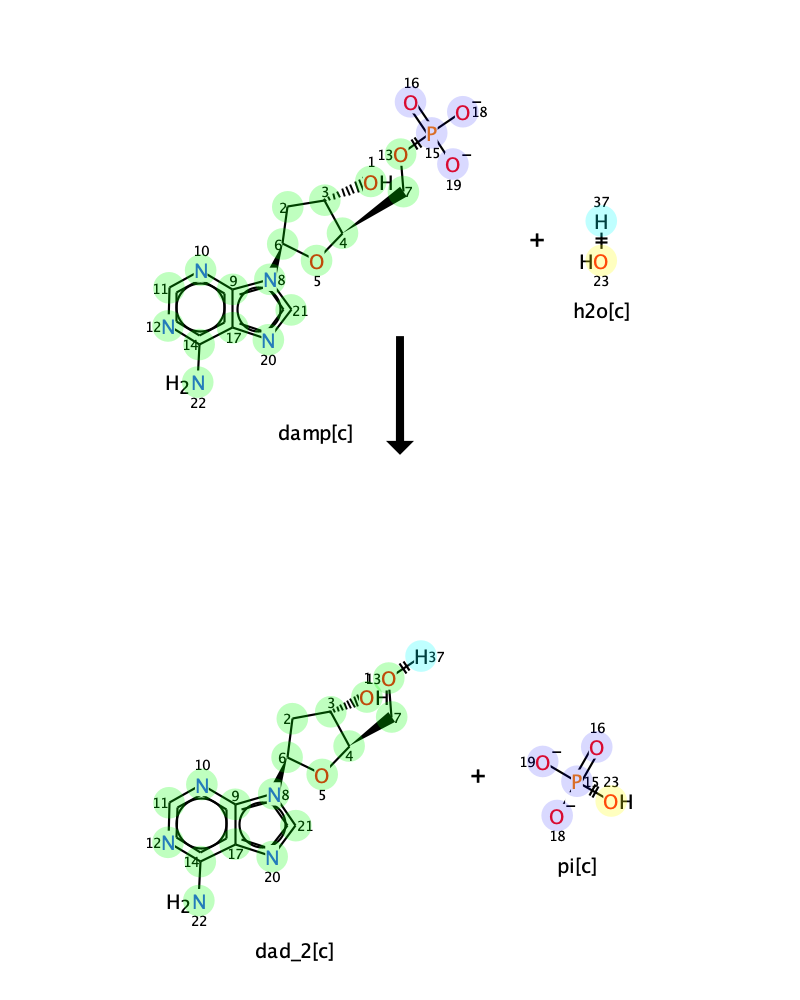 16
O
−
O 18
P
13 O
15
1
O −
19
OH
3
7
2
4
6
O
5
10
N
N 8
9
11
21
12 N
17
N
14
20
H2N
22
damp[c]
+
37
H
HO
23
h2o[c]
H 37
13 O
1
OH
3
7
2
4
6
O
5
10
N
N 8
9
11
21
12 N
17
N
14
20
H2N
22
dad_2[c]
+
16
O
19 O −
P 15 23
OH
O −
18
pi[c]